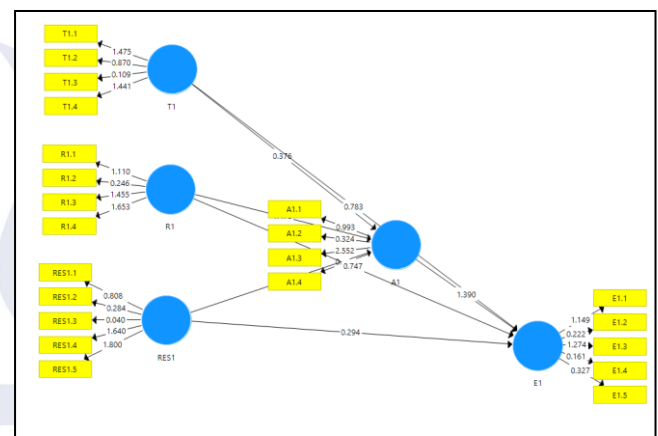 T1.1
T1.2
T1.3
T1.4
1.475
0.870
0.109
1.441
T1
R1.1
R1.2
R1.3
R1.4
1.110
0.246
1.455
1.653
R1
0.376
0.783
A1.1
A1.2
A1.3
A1.4
0.993
0.324
2.552
0.747
A1
1.390
RES1.1
RES1.2
RES1.3
RES1.4
RES1.5
0.808
0.284
0.040
1.640
1.800
RES1
0.294
E1.1
E1.2
E1.3
E1.4
E1.5
1.149
0.222
1.274
0.161
0.327
E1